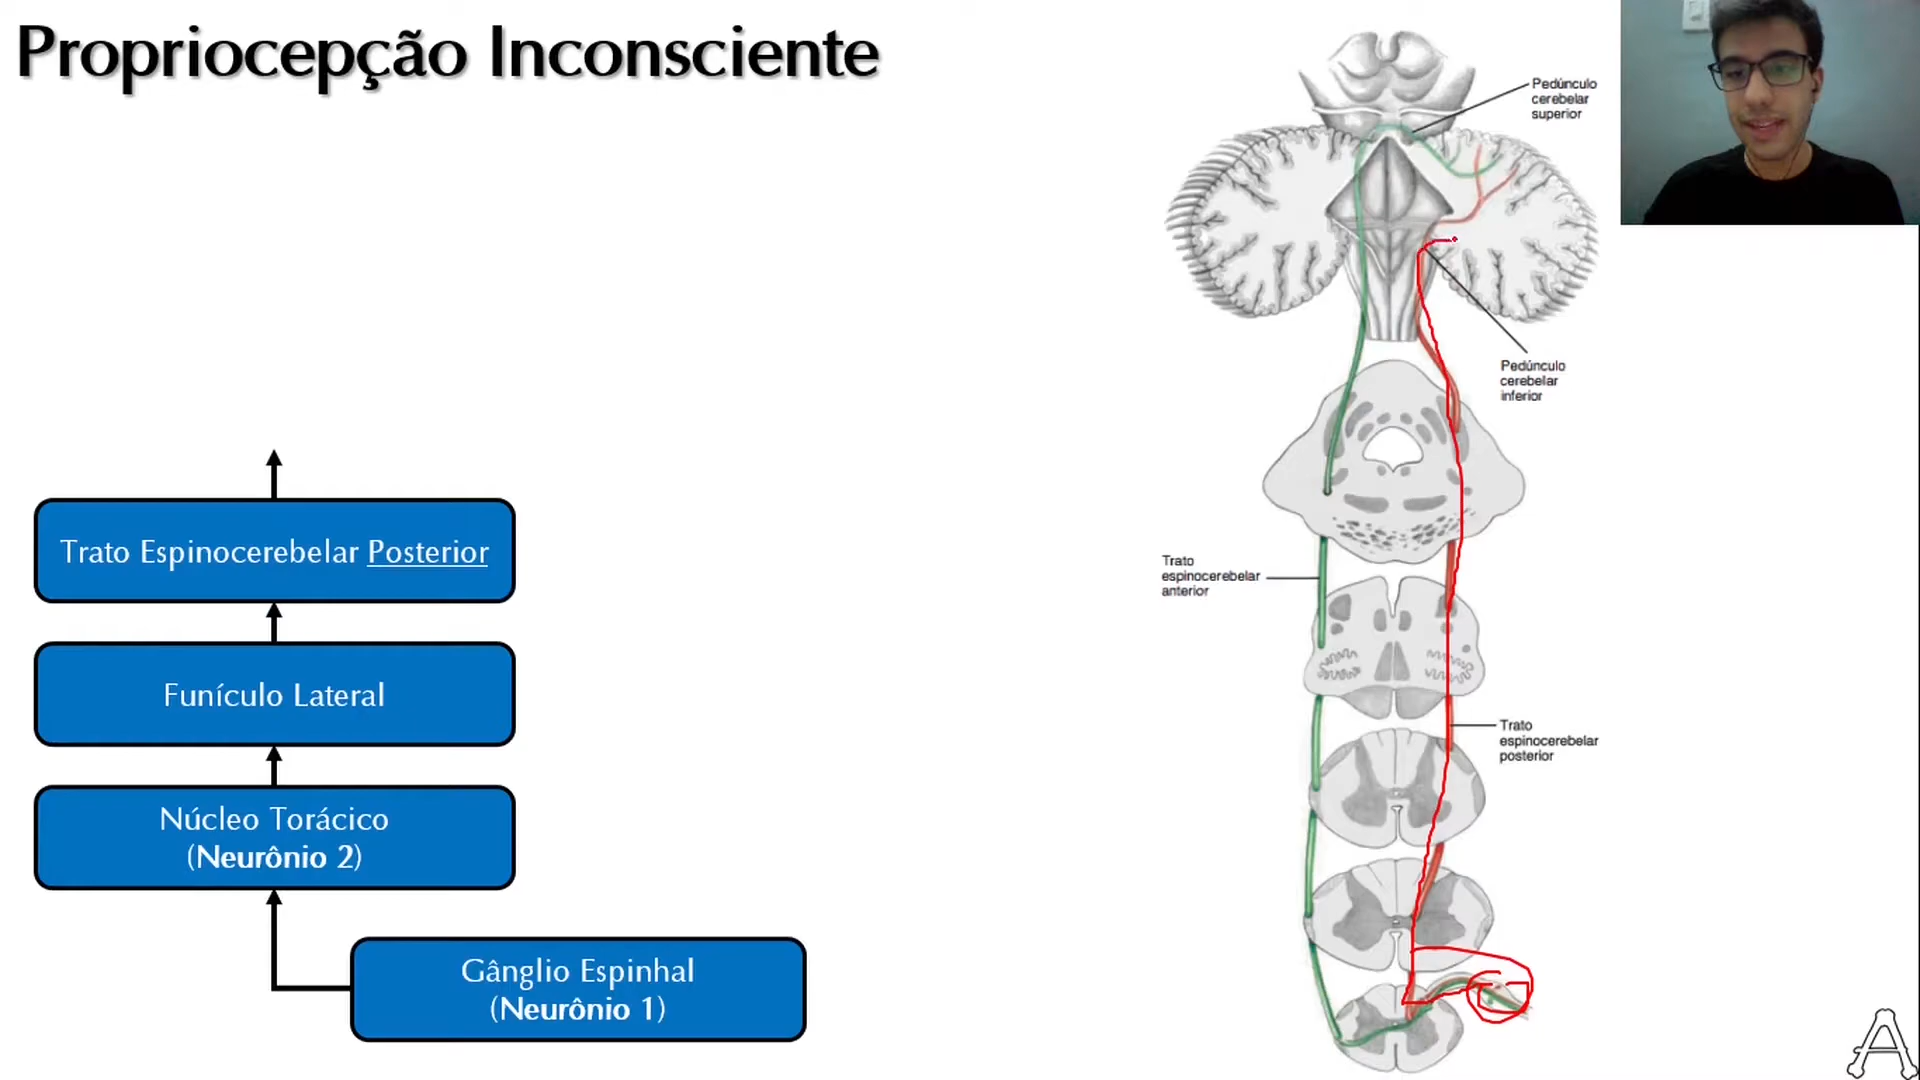 Propriocepção Inconsciente
Trato Espinocerebelar Posterior
Funículo Lateral
Núcleo Torácico
(Neurônio 2)
Gânglio Espinhal
(Neurônio 1)
Pedúnculo
cerebelar
superior
Pedúnculo
cerebelar
inferior
Trato
espinocerebelar
anterior
Trato
espinocerebelar
posterior
A